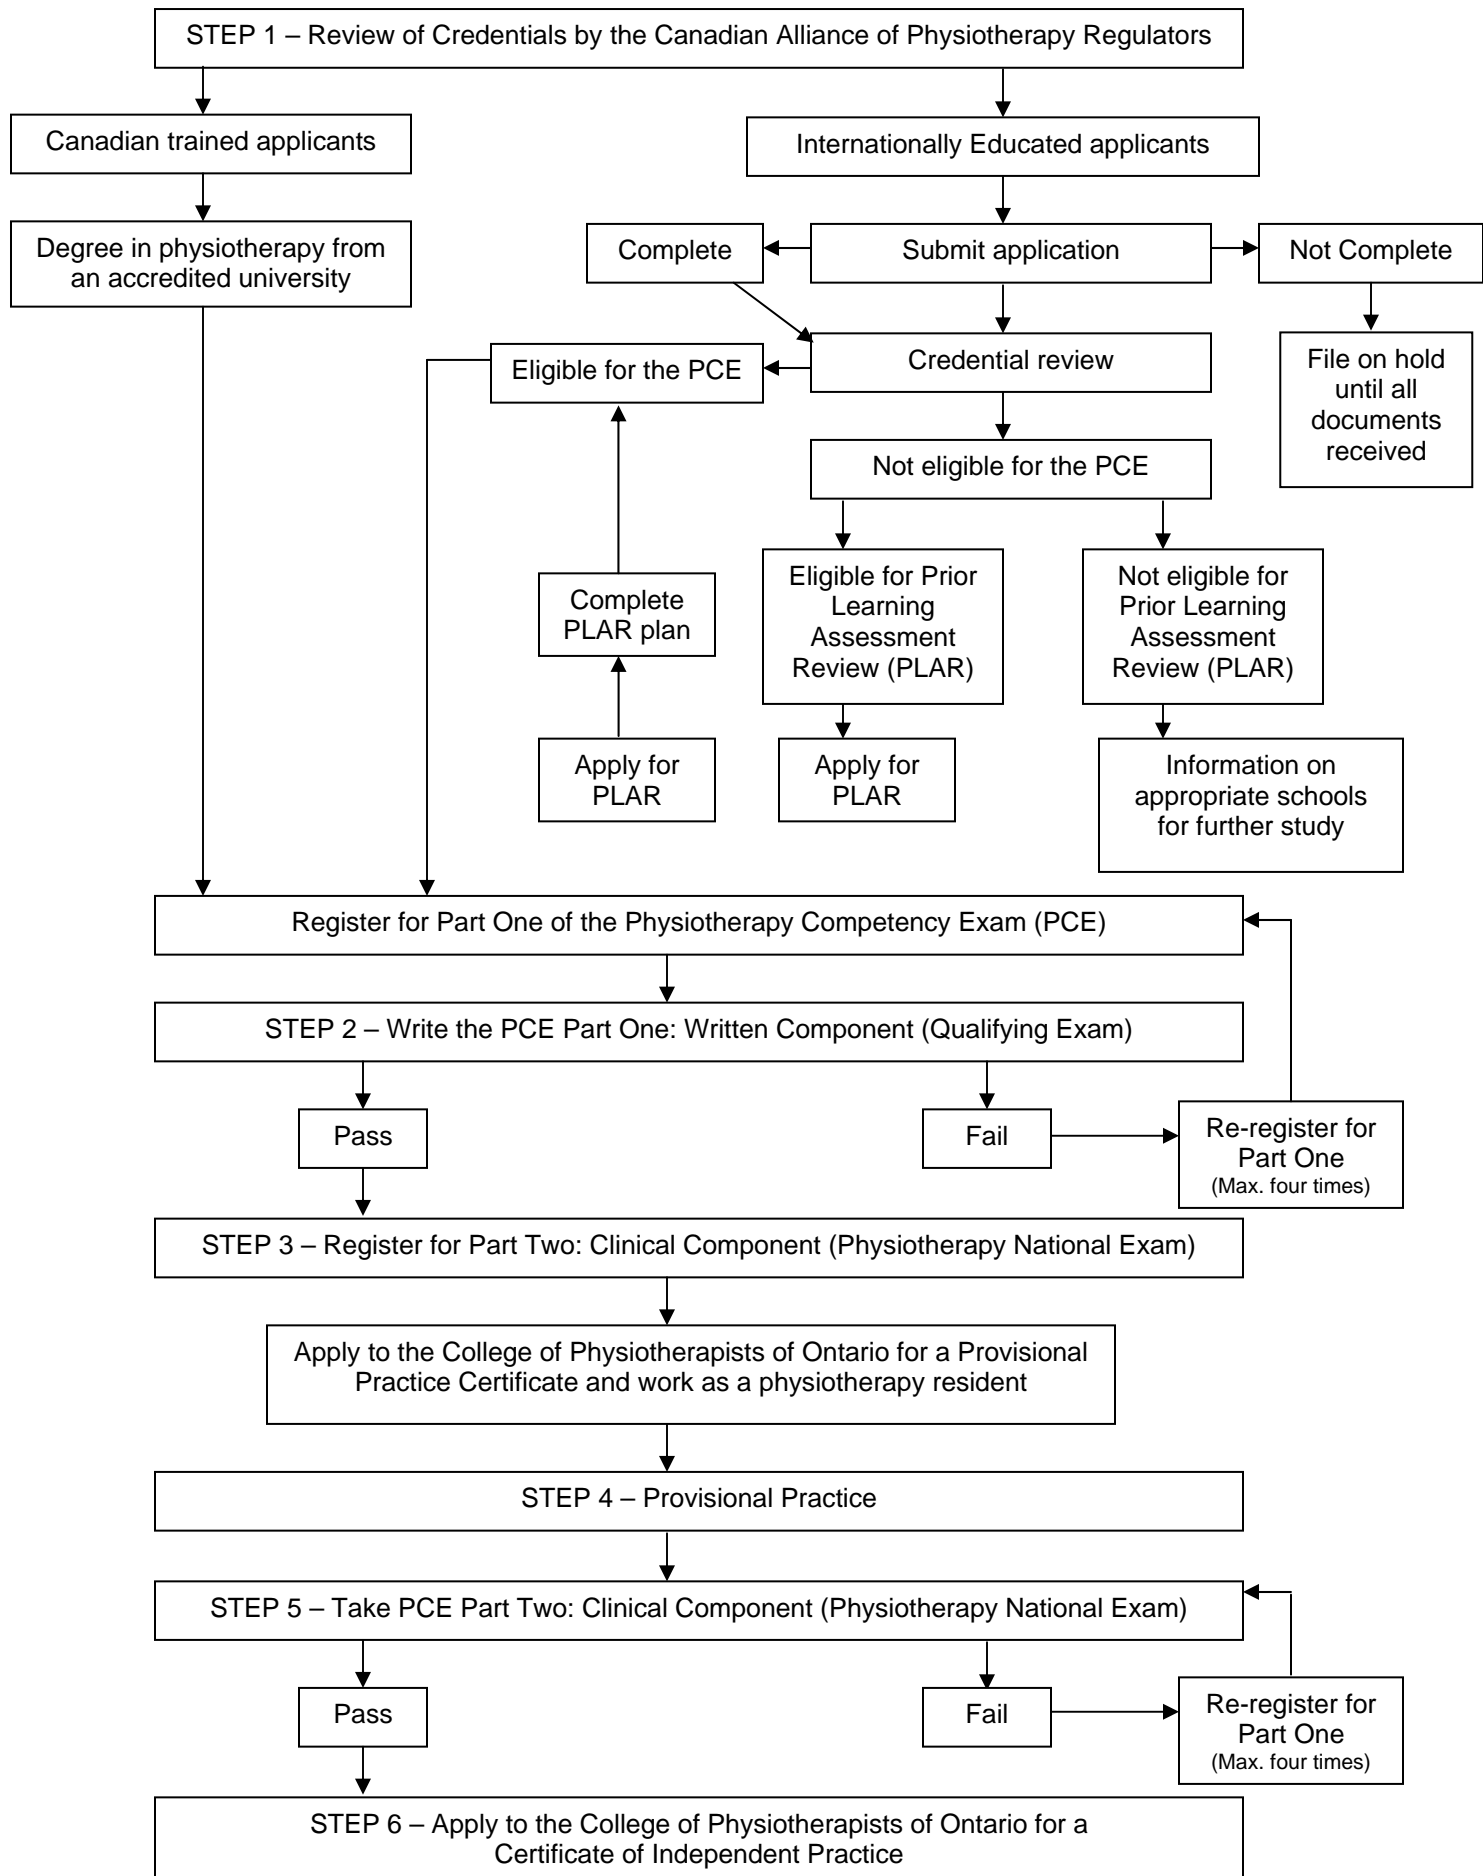 STEP 1 – Review of Credentials by the Canadian Alliance of Physiotherapy Regulators
Canadian trained applicants
Internationally Educated applicants
Degree in physiotherapy from
an accredited university
Complete
Submit application
Not Complete
Eligible for the PCE
Credential review
File on hold
until all
documents
received
Not eligible for the PCE
Complete
PLAR plan
Eligible for Prior
Learning
Assessment
Review (PLAR)
Not eligible for
Prior Learning
Assessment
Review (PLAR)
Apply for
PLAR
Apply for
PLAR
Information on
appropriate schools
for further study
Register for Part One of the Physiotherapy Competency Exam (PCE)
STEP 2 – Write the PCE Part One: Written Component (Qualifying Exam)
Pass
Fail
Re-register for
Part One
(Max. four times)
STEP 3 – Register for Part Two: Clinical Component (Physiotherapy National Exam)
Apply to the College of Physiotherapists of Ontario for a Provisional
Practice Certificate and work as a physiotherapy resident
STEP 4 – Provisional Practice
STEP 5 – Take PCE Part Two: Clinical Component (Physiotherapy National Exam)
Pass
Fail
Re-register for
Part One
(Max. four times)
STEP 6 – Apply to the College of Physiotherapists of Ontario for a
Certificate of Independent Practice